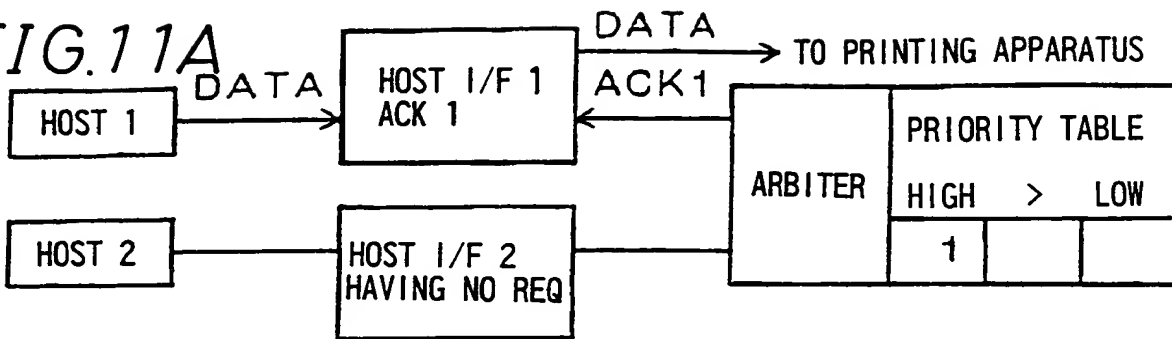 FIG.11A
DATA
HOST 1
HOST I/F 1
ACK 1
DATA
TO PRINTING APPARATUS
ACK1
ARBITER
PRIORITY TABLE
HIGH > LOW
1
HOST 2
HOST I/F 2
HAVING NO REQ